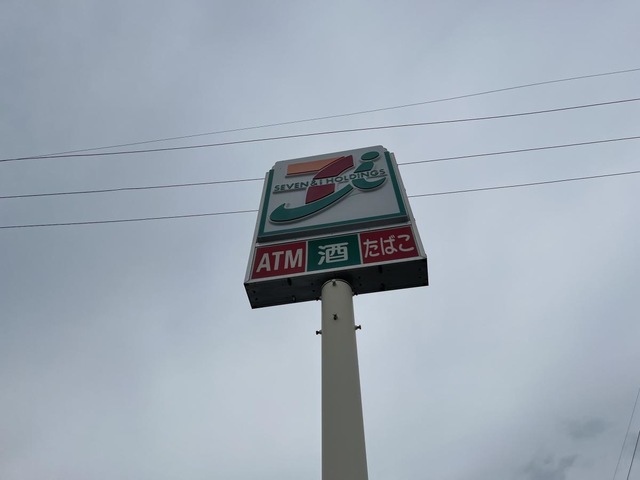 SEVEN & i HOLDINGS
ATM 酒 たばこ